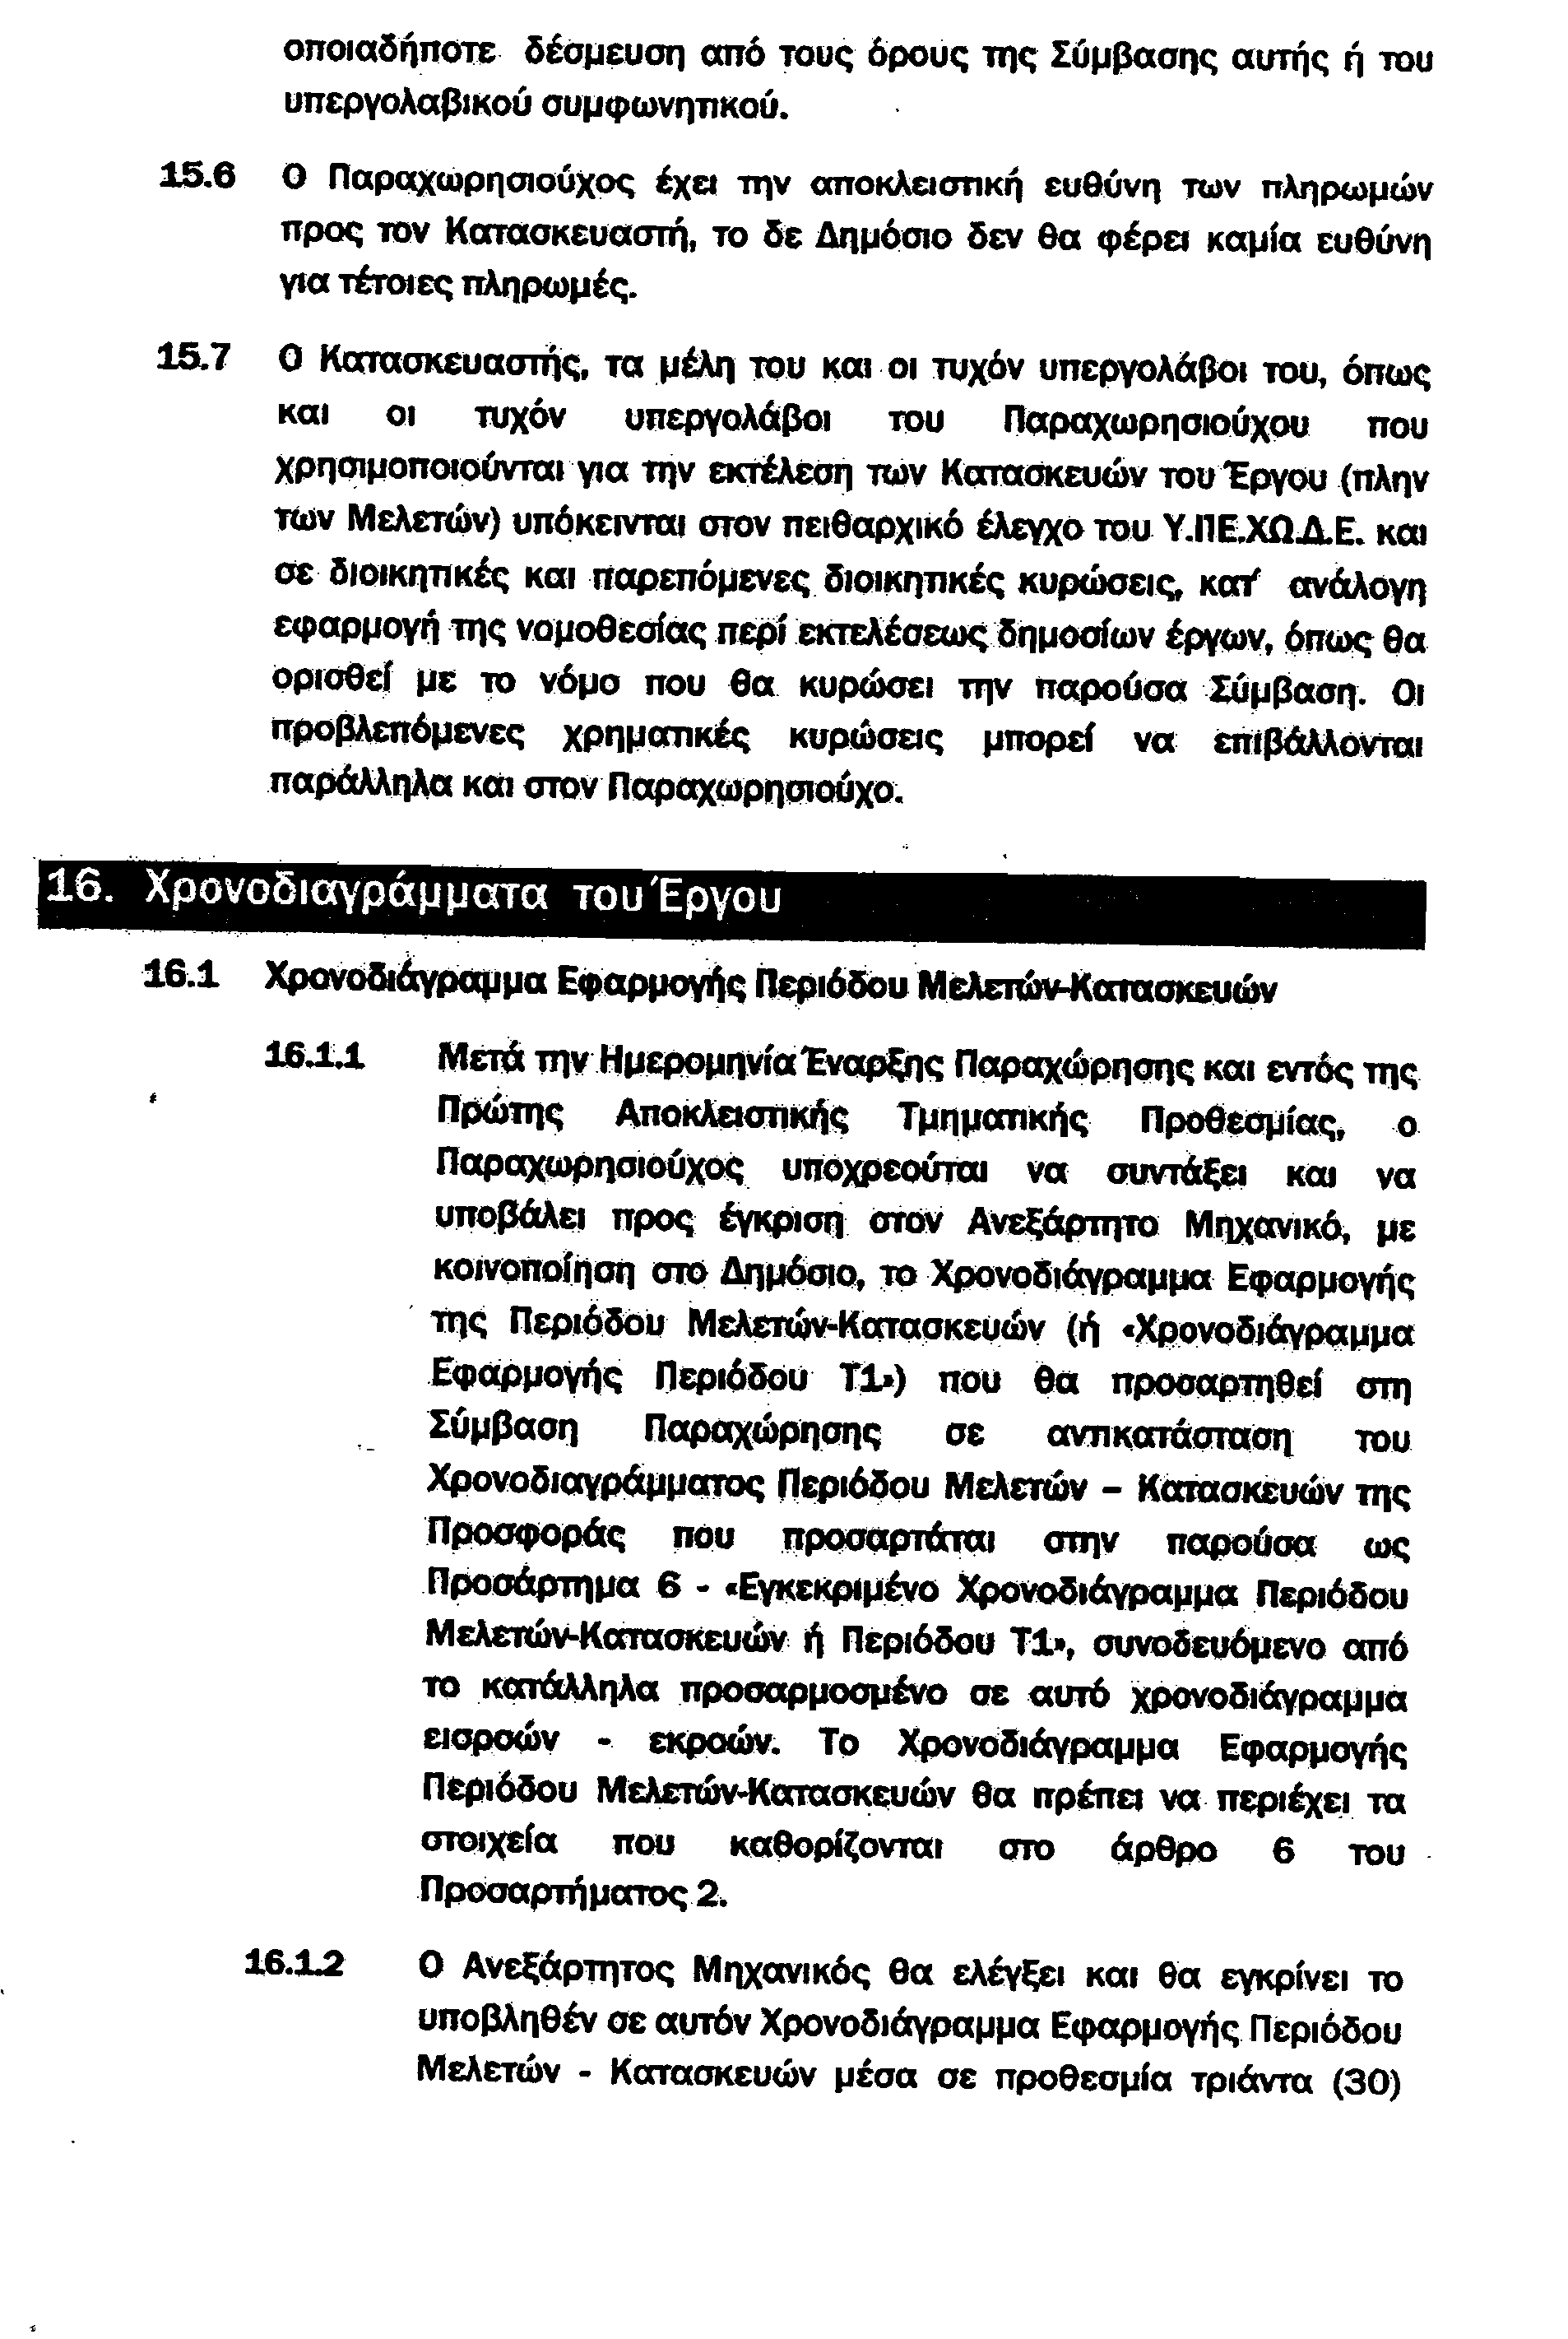 οποιαδήποτε δέσμευση από τους όρους της Σύμβασης αυτής ή του
υπεργολαβικού συμφωνητικού.
15.6 Ο Παραχωρησιούχος έχει την αποκλειστική ευθύνη των πληρωμών
προς τον Κατασκευαστή, το δε Δημόσιο δεν θα φέρει καμία ευθύνη
για τέτοιες πληρωμές.
15.7 Ο Κατασκευαστής, τα μέλη του και οι τυχόν υπεργολάβοι του, όπως
και οι τυχόν υπεργολάβοι του Παραχωρησιούχου που
χρησιμοποιούνται για την εκτέλεση των Κατασκευών του Έργου (πλην
των Μελετών) υπόκεινται στον πειθαρχικό έλεγχο του Υ.ΠΕ.ΧΩ.Δ.Ε. και
σε διοικητικές και παρεπόμενες διοικητικές κυρώσεις, κατ' ανάλογη
εφαρμογή της νομοθεσίας περί εκτελέσεως δημοσίων έργων, όπως θα
ορισθεί με το νόμο που θα κυρώσει την παρούσα Σύμβαση. Οι
προβλεπόμενες χρηματικές κυρώσεις μπορεί να επιβάλλονται
παράλληλα και στον Παραχωρησιούχο.
16. Χρονοδιαγράμματα του Έργου
16.1 Χρονοδιάγραμμα Εφαρμογής Περιόδου Μελετών-Κατασκευών
16.1.1 Μετά την Ημερομηνία Έναρξης Παραχώρησης και εντός της
Πρώτης Αποκλειστικής Τμηματικής Προθεσμίας, ο
Παραχωρησιούχος υποχρεούται να συντάξει και να
υποβάλει προς έγκριση στον Ανεξάρτητο Μηχανικό, με
κοινοποίηση στο Δημόσιο, το Χρονοδιάγραμμα Εφαρμογής
της Περιόδου Μελετών-Κατασκευών (ή «Χρονοδιάγραμμα
Εφαρμογής Περιόδου Τ1») που θα προσαρτηθεί στη
Σύμβαση Παραχώρησης σε αντικατάσταση του
Χρονοδιαγράμματος Περιόδου Μελετών – Κατασκευών της
Προσφοράς που προσαρτάται στην παρούσα ως
Προσάρτημα 6 - «Εγκεκριμένο Χρονοδιάγραμμα Περιόδου
Μελετών-Κατασκευών ή Περιόδου Τ1», συνοδευόμενο από
το κατάλληλα προσαρμοσμένο σε αυτό χρονοδιάγραμμα
εισροών - εκροών. Το Χρονοδιάγραμμα Εφαρμογής
Περιόδου Μελετών-Κατασκευών θα πρέπει να περιέχει τα
στοιχεία που καθορίζονται στο άρθρο 6 του
Προσαρτήματος 2.
16.1.2 Ο Ανεξάρτητος Μηχανικός θα ελέγξει και θα εγκρίνει το
υποβληθέν σε αυτόν Χρονοδιάγραμμα Εφαρμογής Περιόδου
Μελετών - Κατασκευών μέσα σε προθεσμία τριάντα (30)